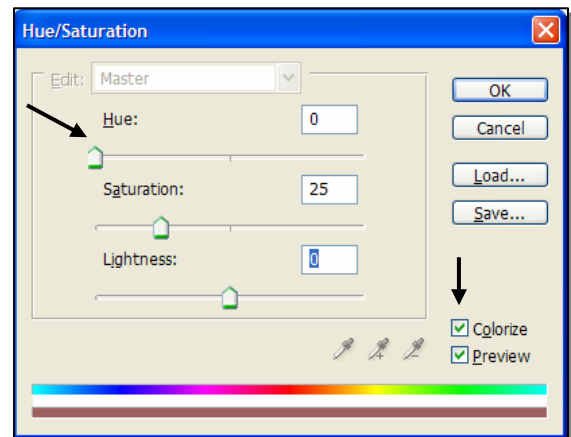 Hue/Saturation
Edit: Master
OK
Hue: 0
Cancel
Load...
Saturation: 25
Save...
Lightness: 0
Colorize
Preview